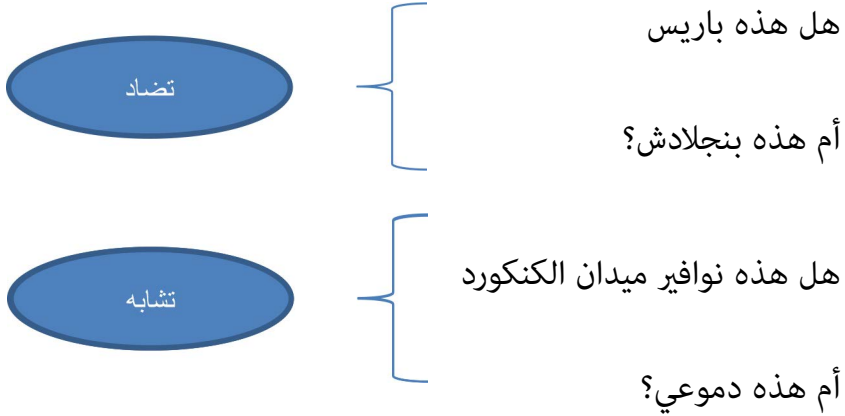 هل هذه باريس
أم هذه بنجلادش؟
تضاد
هل هذه نوافير ميدان الكنكورد
أم هذه دموعي؟
تشابه